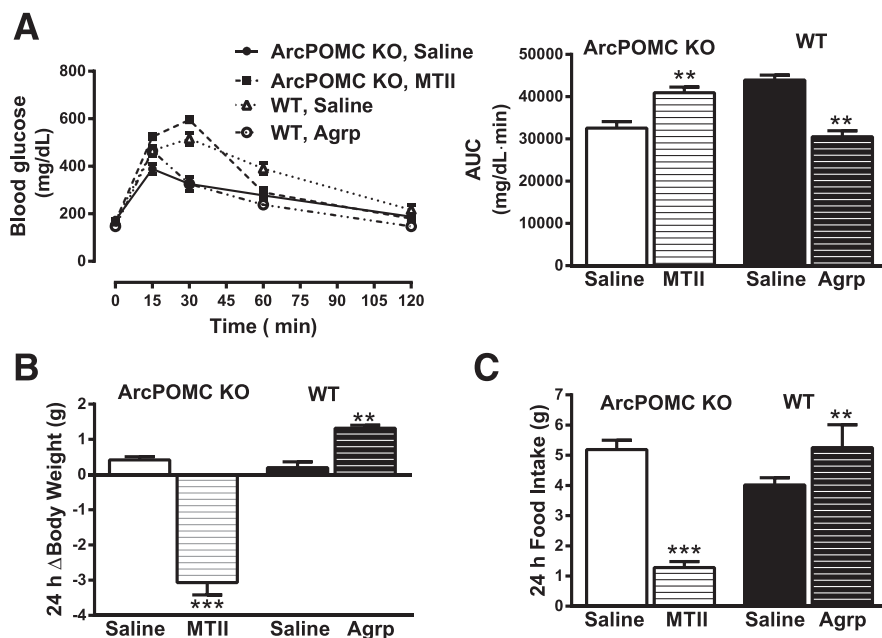 A
ArcPOMC KO, Saline
ArcPOMC KO, MTII
WT, Saline
WT, Agrp
Blood glucose
(mg/dL)
800
600
400
200
0
0 15 30 45 60 75 90 105 120
Time ( min)
ArcPOMC KO WT
AUC
(mg/dL·min)
50000
40000
30000
20000
10000
0
** **
Saline MTII Saline Agrp
B
ArcPOMC KO WT
24 h ΔBody Weight (g)
2
1
0
-1
-2
-3
-4
**
***
Saline MTII Saline Agrp
C
ArcPOMC KO WT
24 h Food Intake (g)
7
6
5
4
3
2
1
0
**
***
Saline MTII Saline Agrp